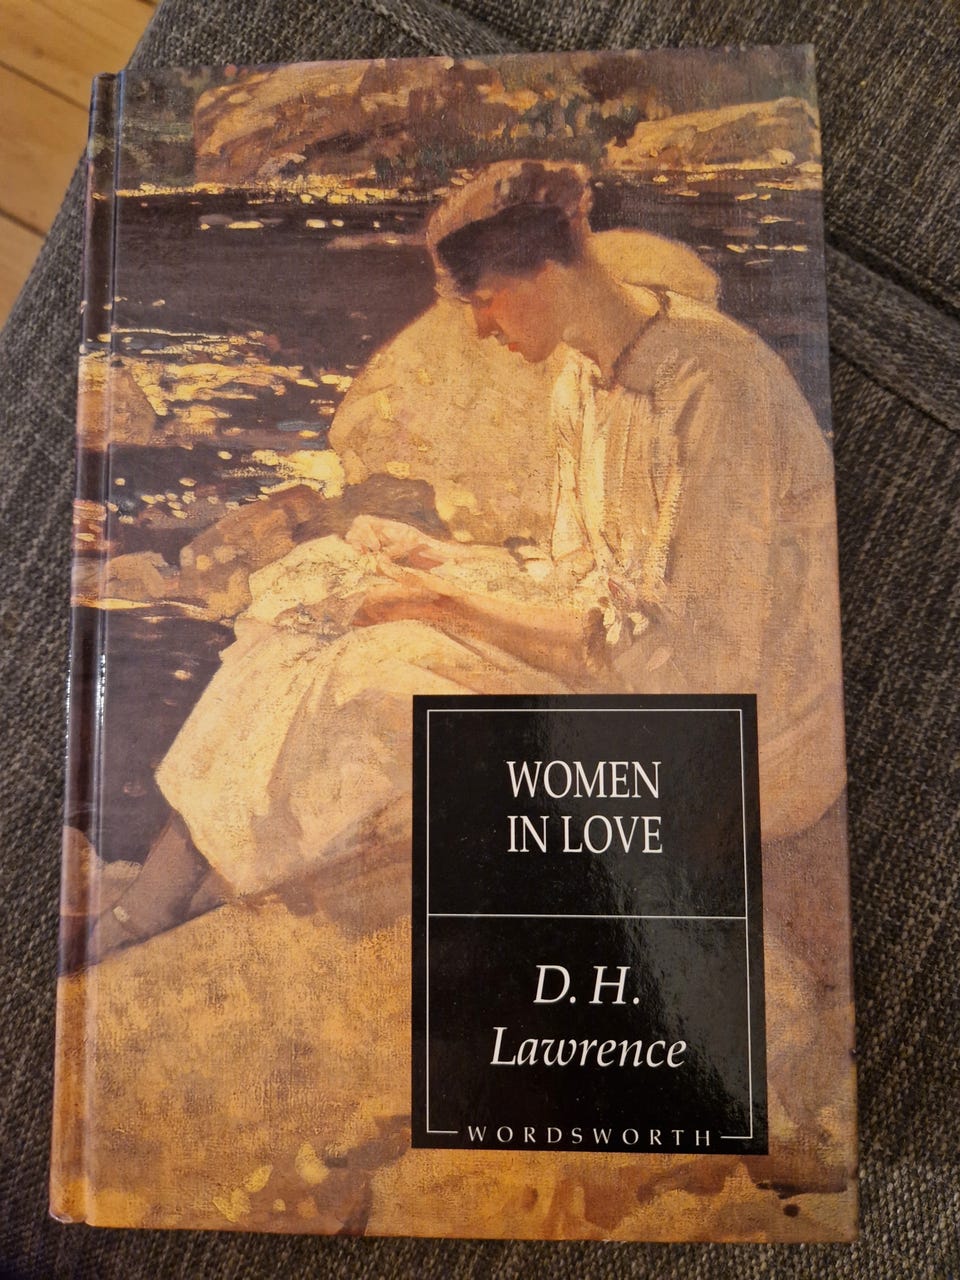 WOMEN
IN LOVE
D. H.
Lawrence
WORDSWORTH